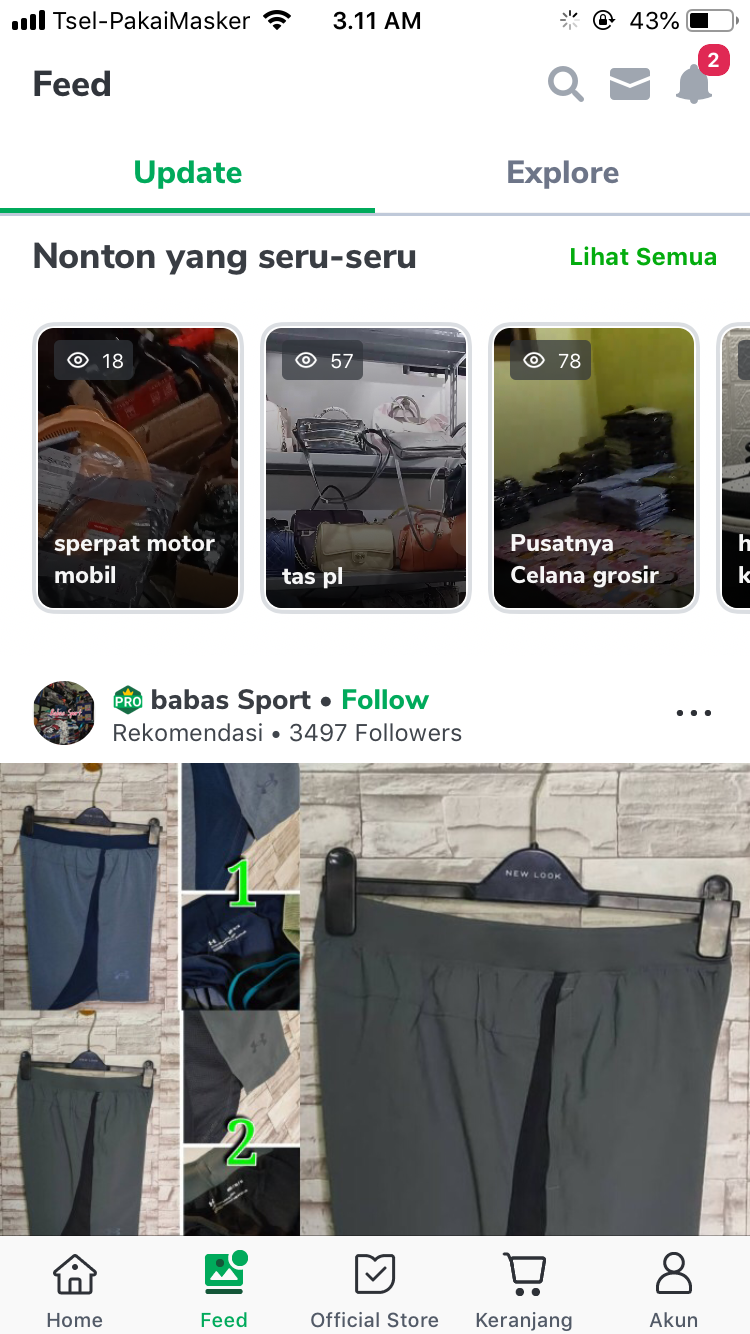 Tsel-PakaiMasker 3.11 AM 43%
Feed
2
Update Explore
Nonton yang seru-seru Lihat Semua
18 57 78
sperpat motor
mobil
tas pl
Pusatnya
Celana grosir
h
k
PRO babas Sport • Follow
Rekomendasi • 3497 Followers
1
2
NEW LOOK
Home Feed Official Store Keranjang Akun